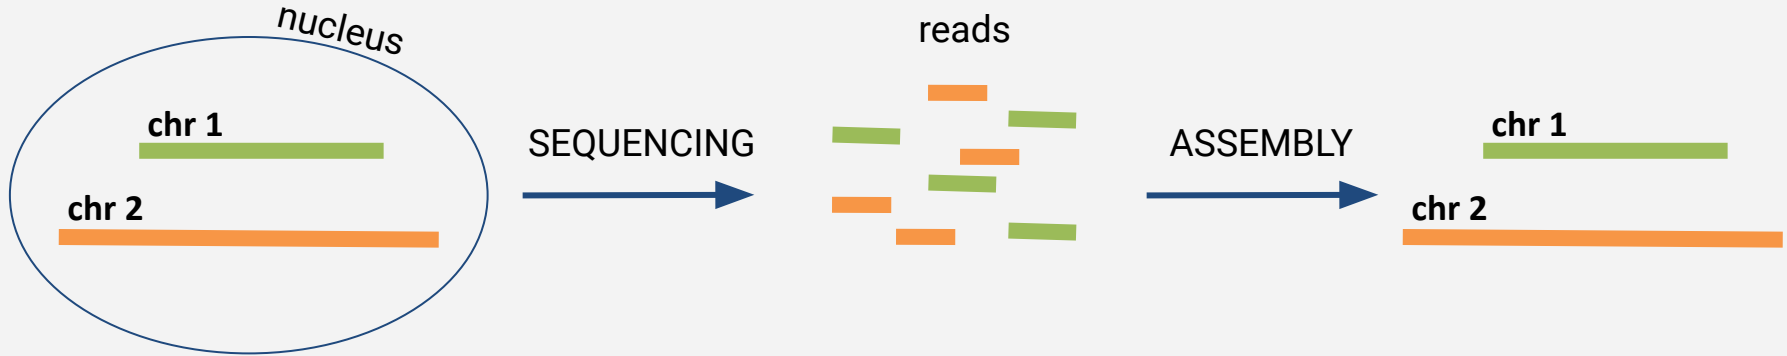 nucleus
chr 1
chr 2
SEQUENCING
reads
ASSEMBLY
chr 1
chr 2